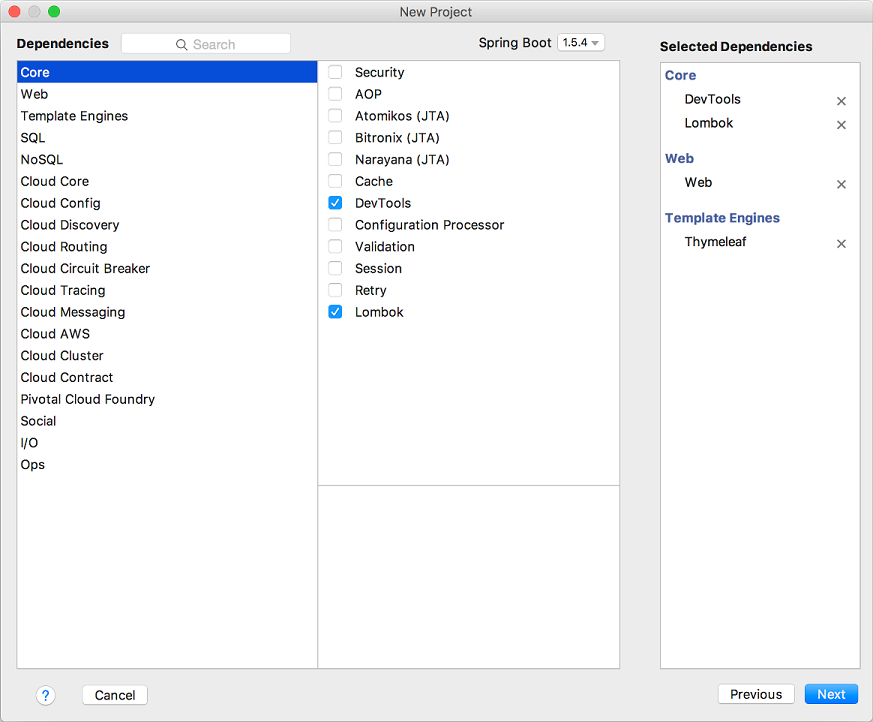 New Project
Dependencies
Search
Spring Boot
1.5.4
Core
Web
Template Engines
SQL
NoSQL
Cloud Core
Cloud Config
Cloud Discovery
Cloud Routing
Cloud Circuit Breaker
Cloud Tracing
Cloud Messaging
Cloud AWS
Cloud Cluster
Cloud Contract
Pivotal Cloud Foundry
Social
I/O
Ops
Security
AOP
Atomikos (JTA)
Bitronix (JTA)
Narayana (JTA)
Cache
DevTools
Configuration Processor
Validation
Session
Retry
Lombok
Selected Dependencies
Core
DevTools
Lombok
Web
Web
Template Engines
Thymeleaf
?
Cancel
Previous
Next